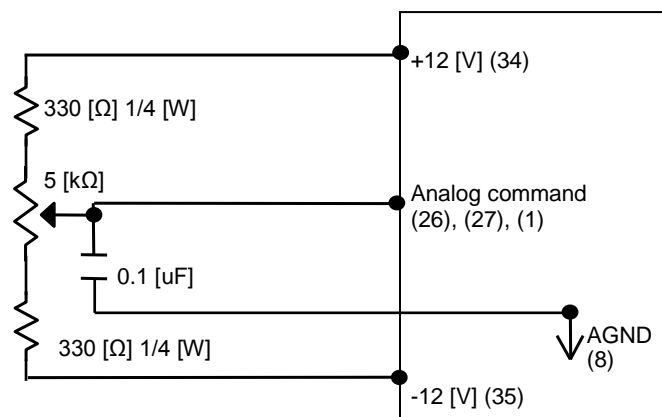 +12 [V] (34)
330 [Ω] 1/4 [W]
5 [kΩ]
Analog command
(26), (27), (1)
0.1 [uF]
AGND
(8)
330 [Ω] 1/4 [W]
-12 [V] (35)